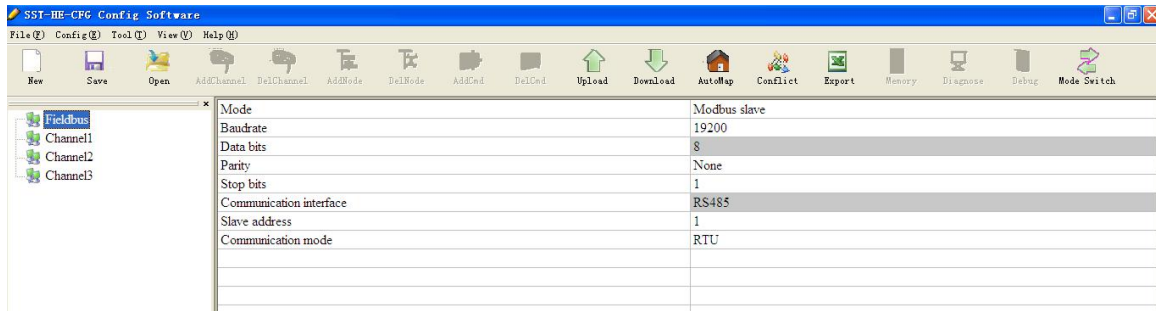 SST-HE-CFG Config Software
File(F) Config(E) Tool(T) View(V) Help(H)
New Save Open AddChannel DelChannel AddNode DelNode AddCmd DelCmd Upload Download AutoMap Conflict Export Memory Diagnose Debug Mode Switch
Fieldbus
Channel1
Channel2
Channel3
Mode Modbus slave
Baudrate 19200
Data bits 8
Parity None
Stop bits 1
Communication interface RS485
Slave address 1
Communication mode RTU